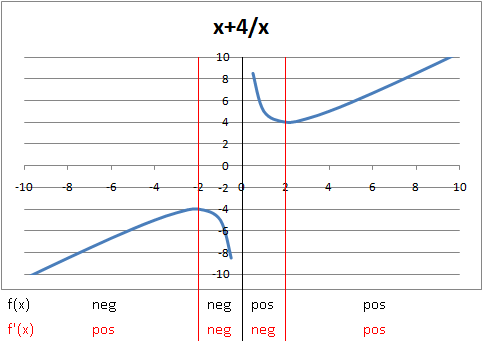 x+4/x
10
8
6
4
2
0
-10 -8 -6 -4 -2 0 2 4 6 8 10
-2
-4
-6
-8
-10
f(x) neg neg pos pos
f'(x) pos neg neg pos